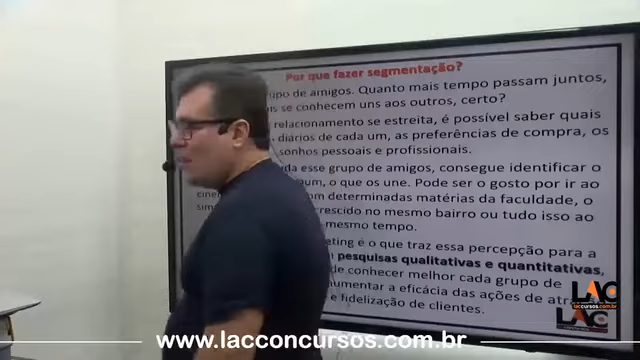 Por que fazer segmentação?
upo de amigos. Quanto mais tempo passam juntos,
is se conhecem uns aos outros, certo?
relacionamento se estreita, é possível saber quais
diários de cada um, as preferências de compra, os
sonhos pessoais e profissionais.
da esse grupo de amigos, consegue identificar o
um, o que os une. Pode ser o gosto por ir ao
cine om determinadas matérias da faculdade, o
sim rescido no mesmo bairro ou tudo isso ao
mesmo tempo.
eting é o que traz essa percepção para a
pesquisas qualitativas e quantitativas,
de conhecer melhor cada grupo de
umentar a eficácia das ações de atra
e fidelização de clientes.
LAC
lacconcursos.com.br
LAC
www.lacconcursos.com.br